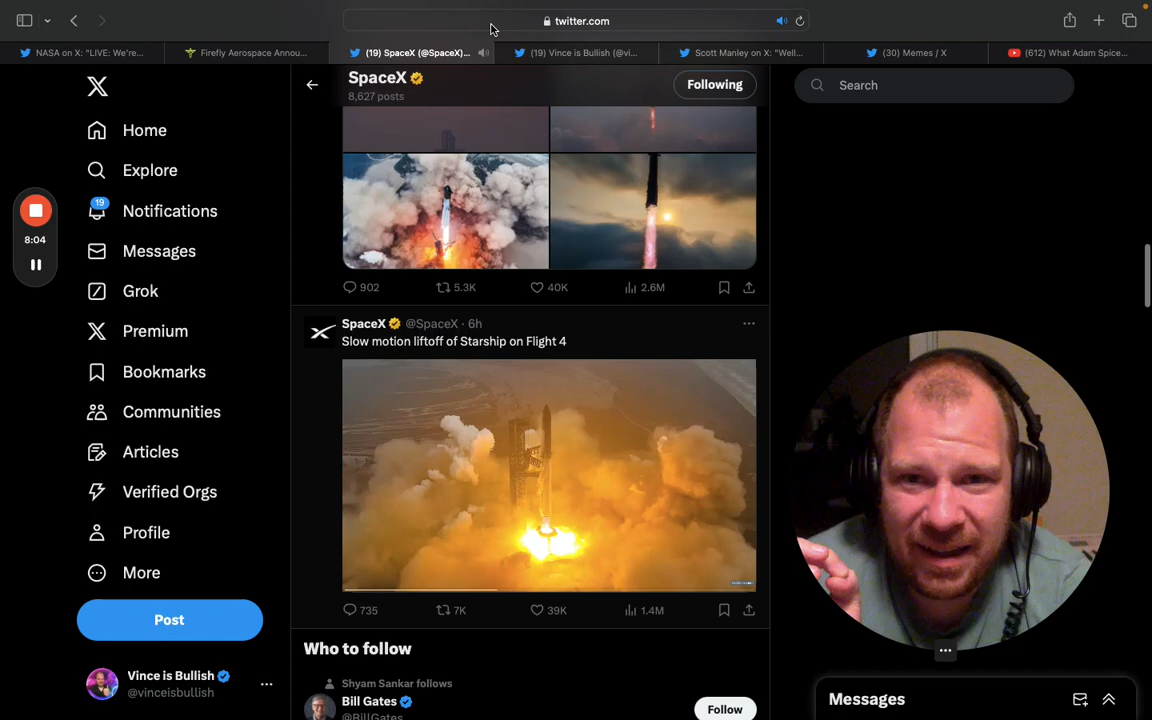 twitter.com
NASA on X: "LIVE: We're...
Firefly Aerospace Annou...
(19) SpaceX (@SpaceX)...
(19) Vince is Bullish (@vi...
Scott Manley on X: "Well...
(30) Memes / X
(612) What Adam Spice...
8:04
Home
Explore
19
Notifications
Messages
Grok
Premium
Bookmarks
Communities
Articles
Verified Orgs
Profile
More
Post
Vince is Bullish
@vinceisbullish
SpaceX
8,627 posts
Following
902 5.3K 40K 2.6M
SpaceX @SpaceX · 6h
Slow motion liftoff of Starship on Flight 4
735 7K 39K 1.4M
Who to follow
Shyam Sankar follows
Bill Gates
@BillGates
Follow
Search
Messages